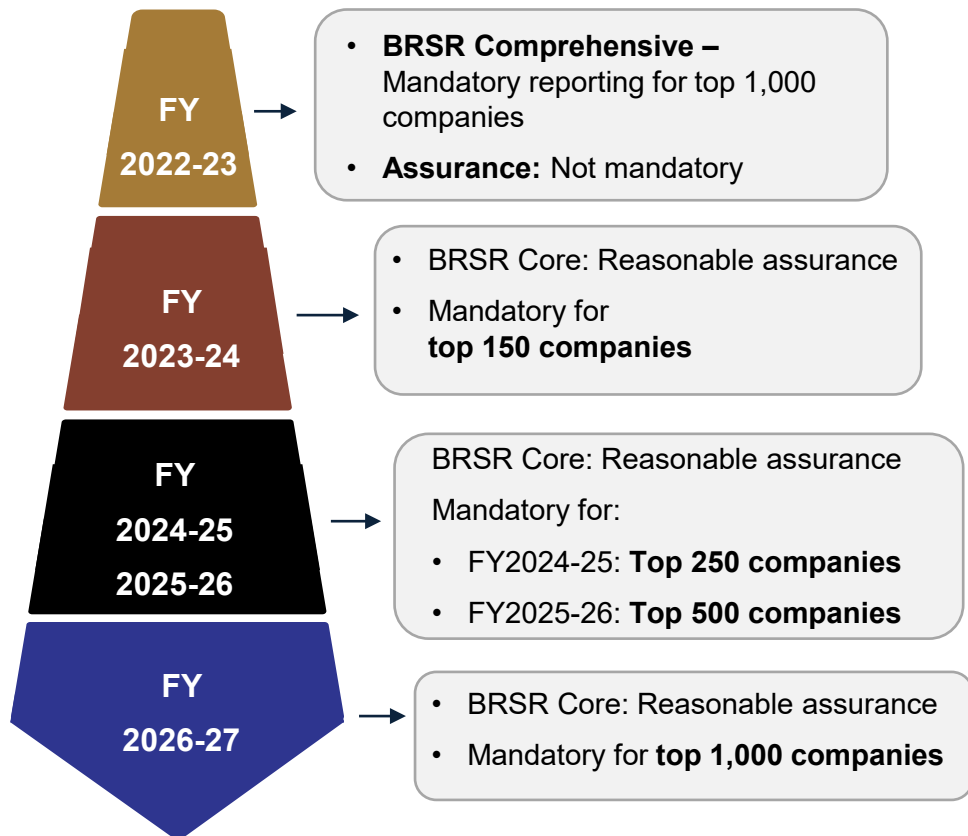 FY
2022-23
• BRSR Comprehensive –
Mandatory reporting for top 1,000
companies
• Assurance: Not mandatory
FY
2023-24
• BRSR Core: Reasonable assurance
• Mandatory for
top 150 companies
FY
2024-25
2025-26
BRSR Core: Reasonable assurance
Mandatory for:
• FY2024-25: Top 250 companies
• FY2025-26: Top 500 companies
FY
2026-27
• BRSR Core: Reasonable assurance
• Mandatory for top 1,000 companies